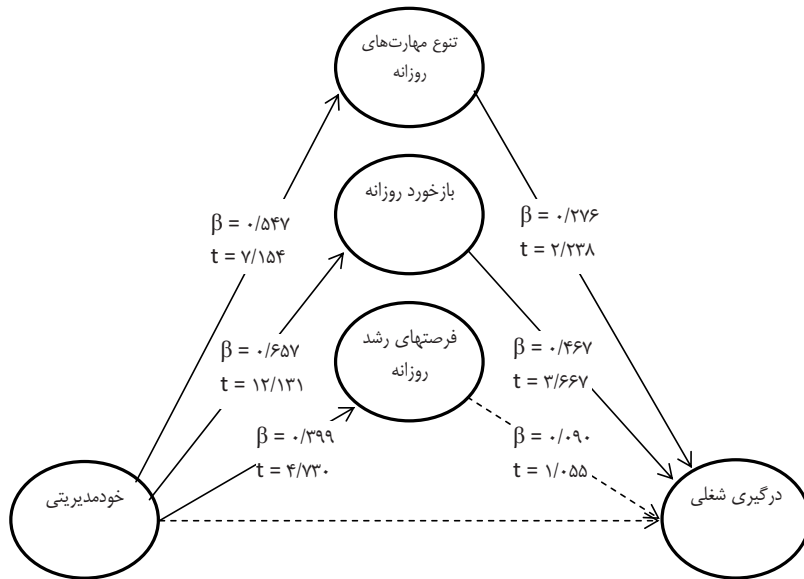 تنوع مهارت‌های
روزانه
بازخورد روزانه
β = ۰/۵۴۷
t = ۷/۱۵۴
β = ۰/۲۷۶
t = ۲/۲۳۸
فرصتهای رشد
روزانه
β = ۰/۶۵۷
t = ۱۲/۱۳۱
β = ۰/۴۶۷
t = ۳/۶۶۷
β = ۰/۳۹۹
t = ۴/۷۳۰
β = ۰/۰۹۰
t = ۱/۰۵۵
خودمدیریتی
درگیری شغلی